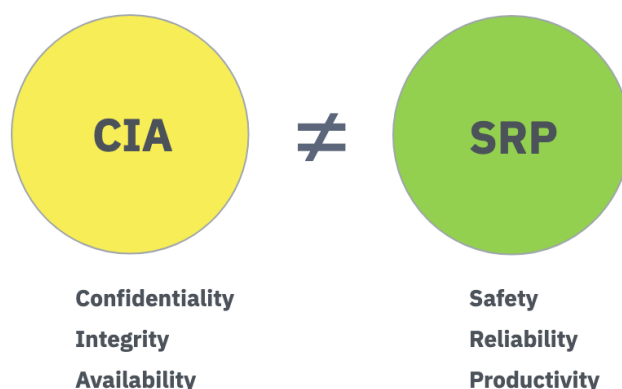 CIA
≠
SRP
Confidentiality
Integrity
Availability
Safety
Reliability
Productivity